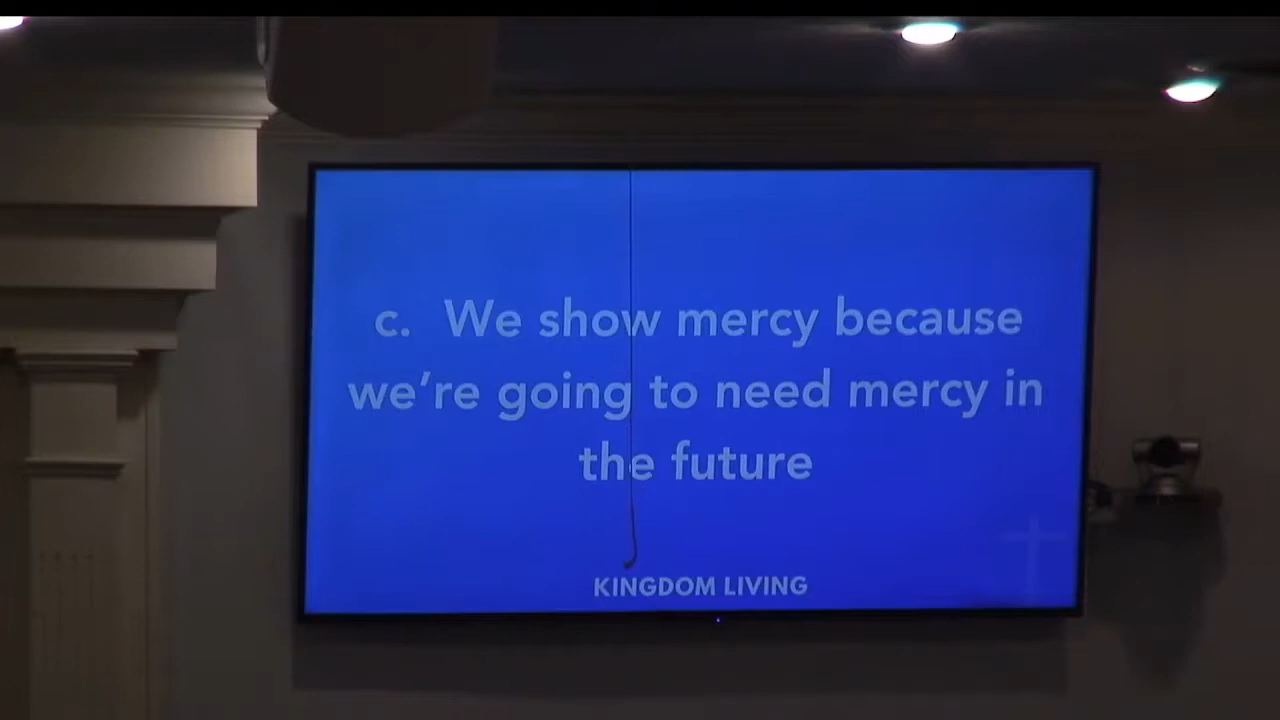 c. We show mercy because
we’re going to need mercy in
the future
KINGDOM LIVING